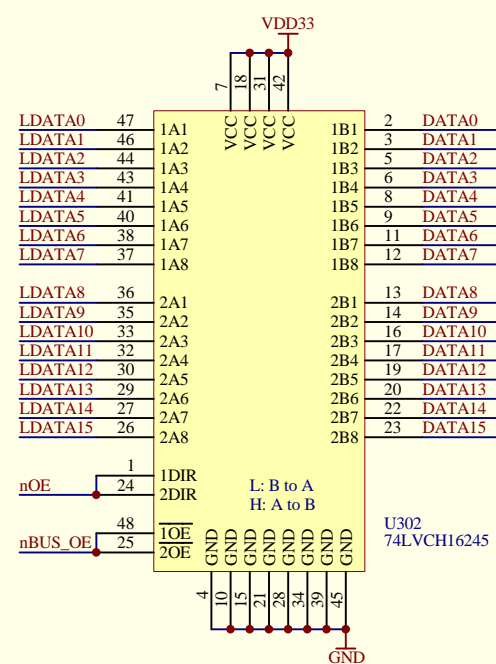 VDD33
7 18 31 42
VCC VCC VCC VCC
LDATA0 47 1A1 1B1 2 DATA0
LDATA1 46 1A2 1B2 3 DATA1
LDATA2 44 1A3 1B3 5 DATA2
LDATA3 43 1A4 1B4 6 DATA3
LDATA4 41 1A5 1B5 8 DATA4
LDATA5 40 1A6 1B6 9 DATA5
LDATA6 38 1A7 1B7 11 DATA6
LDATA7 37 1A8 1B8 12 DATA7
LDATA8 36 2A1 2B1 13 DATA8
LDATA9 35 2A2 2B2 14 DATA9
LDATA10 33 2A3 2B3 16 DATA10
LDATA11 32 2A4 2B4 17 DATA11
LDATA12 30 2A5 2B5 19 DATA12
LDATA13 29 2A6 2B6 20 DATA13
LDATA14 27 2A7 2B7 22 DATA14
LDATA15 26 2A8 2B8 23 DATA15
1 1DIR
nOE 24 2DIR
L: B to A
H: A to B
48 1OE
nBUS_OE 25 2OE
U302
74LVCH16245
GND GND GND GND GND GND GND GND
4 10 15 21 28 34 39 45
GND